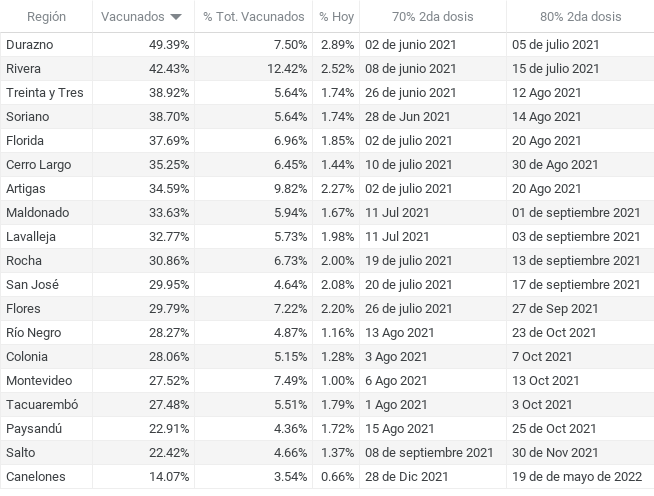 Región Vacunados % Tot. Vacunados % Hoy 70% 2da dosis 80% 2da dosis
Durazno 49.39% 7.50% 2.89% 02 de junio 2021 05 de julio 2021
Rivera 42.43% 12.42% 2.52% 08 de junio 2021 15 de julio 2021
Treinta y Tres 38.92% 5.64% 1.74% 26 de junio 2021 12 Ago 2021
Soriano 38.70% 5.64% 1.74% 28 de Jun 2021 14 Ago 2021
Florida 37.69% 6.96% 1.85% 02 de julio 2021 20 Ago 2021
Cerro Largo 35.25% 6.45% 1.44% 10 de julio 2021 30 de Ago 2021
Artigas 34.59% 9.82% 2.27% 02 de julio 2021 20 Ago 2021
Maldonado 33.63% 5.94% 1.67% 11 Jul 2021 01 de septiembre 2021
Lavalleja 32.77% 5.73% 1.98% 11 Jul 2021 03 de septiembre 2021
Rocha 30.86% 6.73% 2.00% 19 de julio 2021 13 de septiembre 2021
San José 29.95% 4.64% 2.08% 20 de julio 2021 17 de septiembre 2021
Flores 29.79% 7.22% 2.20% 26 de julio 2021 27 de Sep 2021
Río Negro 28.27% 4.87% 1.16% 13 Ago 2021 23 de Oct 2021
Colonia 28.06% 5.15% 1.28% 3 Ago 2021 7 Oct 2021
Montevideo 27.52% 7.49% 1.00% 6 Ago 2021 13 Oct 2021
Tacuarembó 27.48% 5.51% 1.79% 1 Ago 2021 3 Oct 2021
Paysandú 22.91% 4.36% 1.72% 15 Ago 2021 25 de Oct 2021
Salto 22.42% 4.66% 1.37% 08 de septiembre 2021 30 de Nov 2021
Canelones 14.07% 3.54% 0.66% 28 de Dic 2021 19 de de mayo de 2022